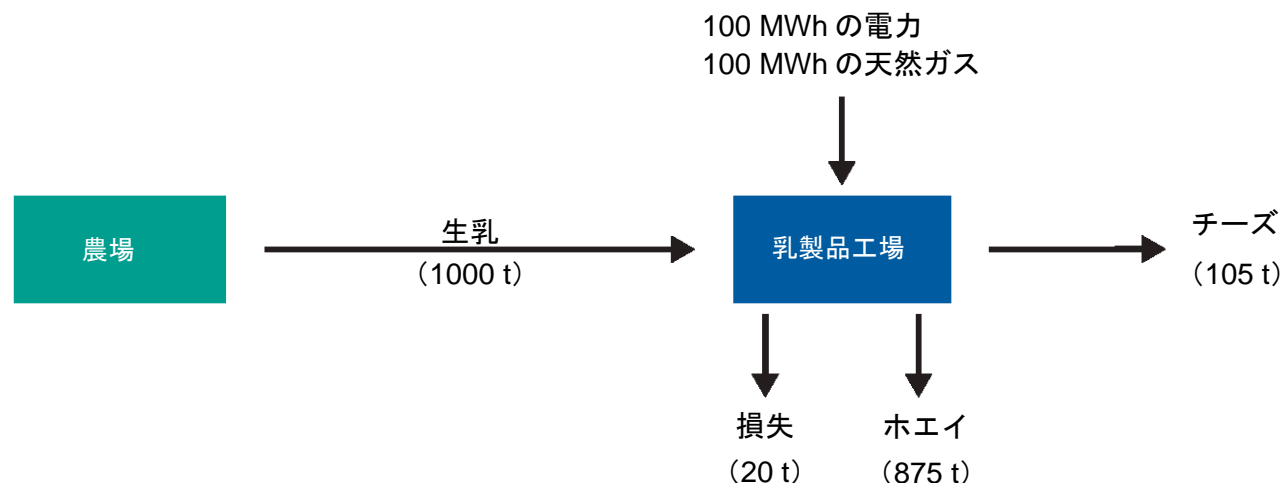 100 MWh の電力
100 MWh の天然ガス
農場
生乳
（1000 t）
乳製品工場
チーズ
（105 t）
損失
（20 t）
ホエイ
（875 t）